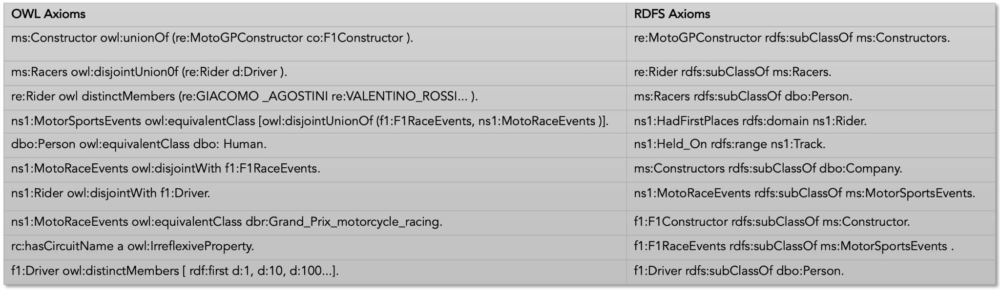 OWL Axioms RDFS Axioms
ms:Constructor owl:unionOf (re:MotoGPConstructor co:F1Constructor ). re:MotoGPConstructor rdfs:subClassOf ms:Constructors.
ms:Racers owl:disjointUnion0f (re:Rider d:Driver ). re:Rider rdfs:subClassOf ms:Racers.
re:Rider owl distinctMembers (re:GIACOMO _AGOSTINI re:VALENTINO_ROSSI... ). ms:Racers rdfs:subClassOf dbo:Person.
ns1:MotorSportsEvents owl:equivalentClass [owl:disjointUnionOf (f1:F1RaceEvents, ns1:MotoRaceEvents )]. ns1:HadFirstPlaces rdfs:domain ns1:Rider.
dbo:Person owl:equivalentClass dbo: Human. ns1:Held_On rdfs:range ns1:Track.
ns1:MotoRaceEvents owl:disjointWith f1:F1RaceEvents. ms:Constructors rdfs:subClassOf dbo:Company.
ns1:Rider owl:disjointWith f1:Driver. ns1:MotoRaceEvents rdfs:subClassOf ms:MotorSportsEvents.
ns1:MotoRaceEvents owl:equivalentClass dbr:Grand_Prix_motorcycle_racing. f1:F1Constructor rdfs:subClassOf ms:Constructor.
rc:hasCircuitName a owl:IrreflexiveProperty. f1:F1RaceEvents rdfs:subClassOf ms:MotorSportsEvents .
f1:Driver owl:distinctMembers [ rdf:first d:1, d:10, d:100...]. f1:Driver rdfs:subClassOf dbo:Person.